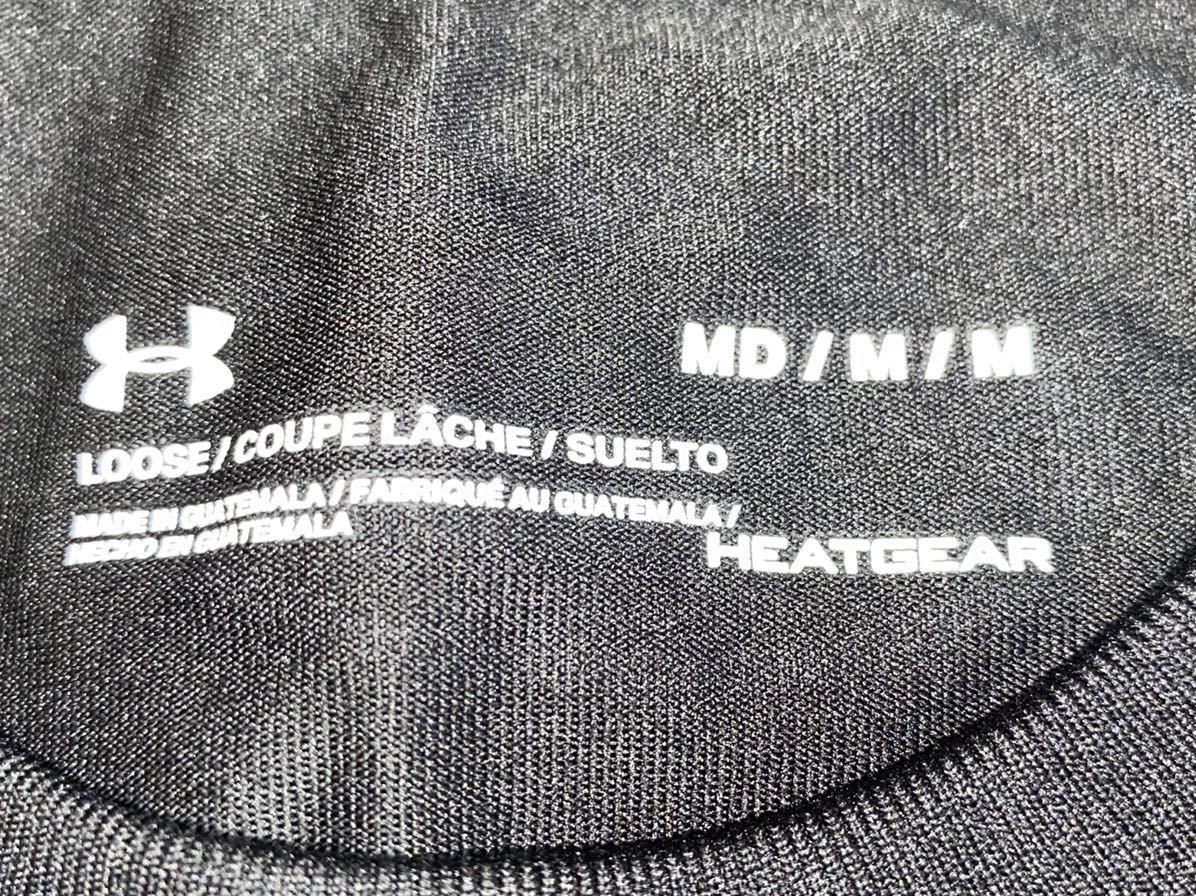 MD / M / M
LOOSE / COUPE LÂCHE / SUELTO
MADE IN GUATEMALA / FABRIQUÉ AU GUATEMALA /
HECHO EN GUATEMALA
HEATGEAR